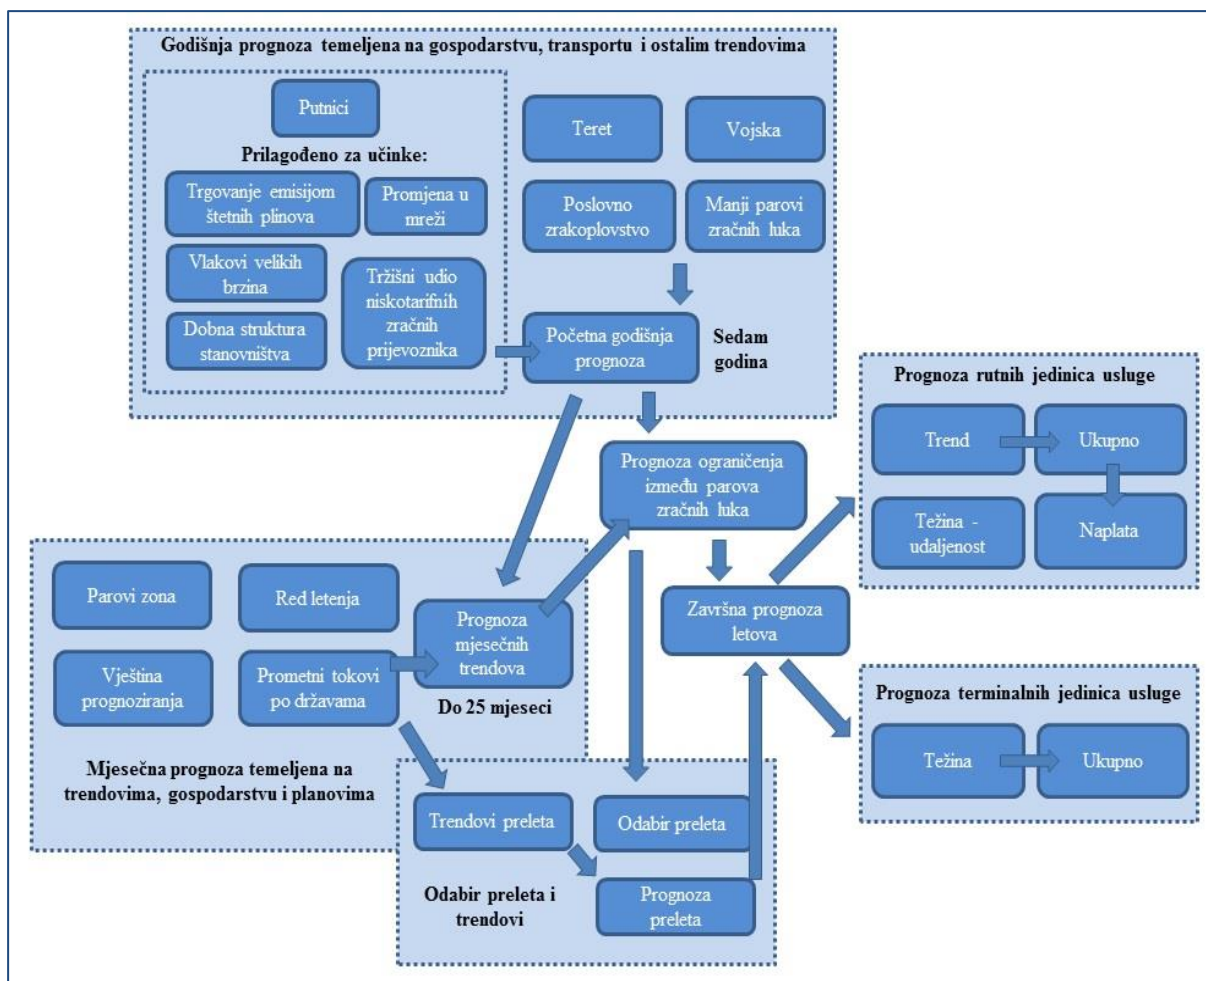 Godišnja prognoza temeljena na gospodarstvu, transportu i ostalim trendovima
Putnici
Prilagođeno za učinke:
Trgovanje emisijom
štetnih plinova
Promjena u
mreži
Vlakovi velikih
brzina
Tržišni udio
niskotarifnih
zračnih
prijevoznika
Dobna struktura
stanovništva
Teret
Vojska
Poslovno
zrakoplovstvo
Manji parovi
zračnih luka
Početna godišnja
prognoza
Sedam
godina
Prognoza ograničenja
između parova
zračnih luka
Parovi zona
Red letenja
Vještina
prognoziranja
Prometni tokovi
po državama
Prognoza
mjesečnih
trendova
Do 25 mjeseci
Mjesečna prognoza temeljena na
trendovima, gospodarstvu i planovima
Završna prognoza
letova
Trendovi preleta
Odabir preleta
Odabir preleta i
trendovi
Prognoza
preleta
Prognoza rutnih jedinica usluge
Trend
Ukupno
Težina -
udaljenost
Naplata
Prognoza terminalnih jedinica usluge
Težina
Ukupno